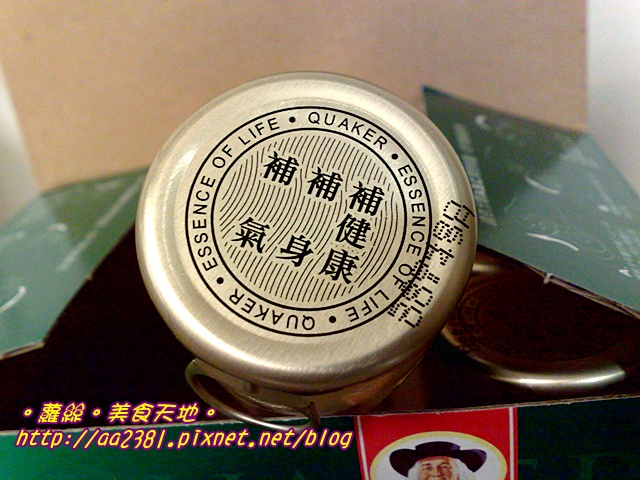 QUAKER • ESSENCE OF LIFE • QUAKER • ESSENCE OF LIFE •
補健康
補身
補氣
。蘿絲。美食天地。
http://aa2381.pixnet.net/blog